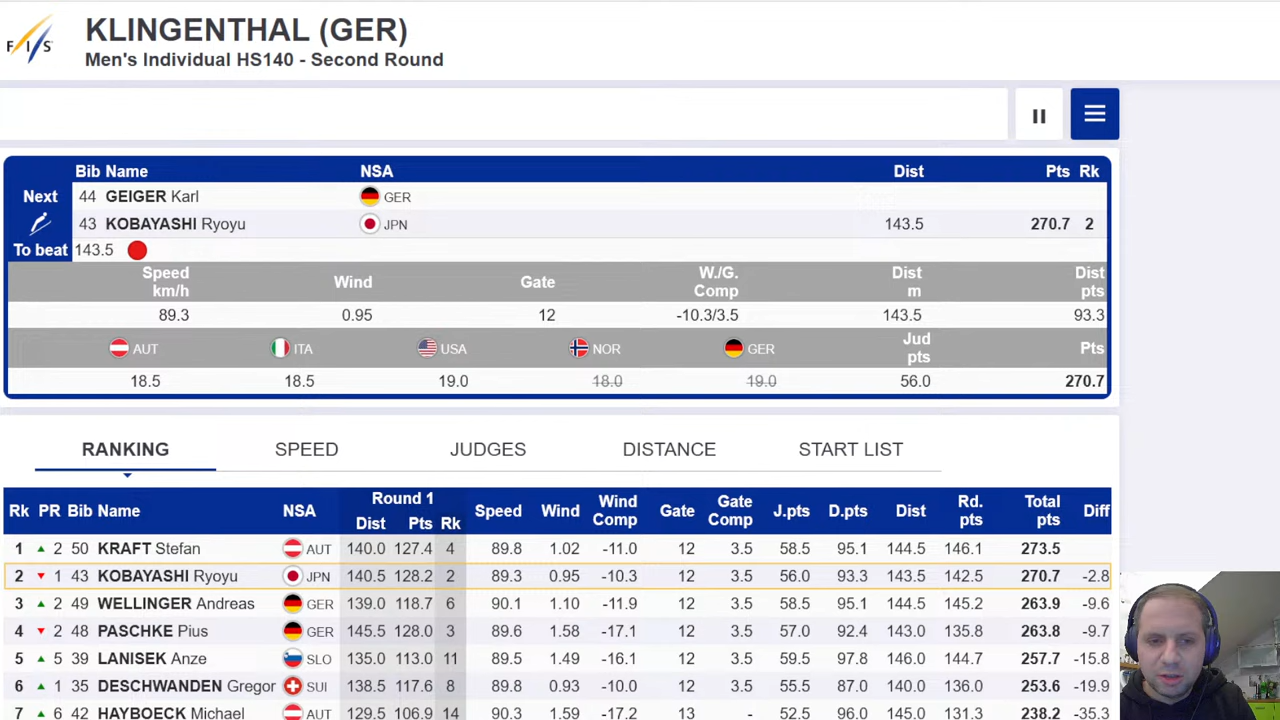 FIS
KLINGENTHAL (GER)
Men's Individual HS140 - Second Round
Bib Name NSA Dist Pts Rk
Next 44 GEIGER Karl GER
43 KOBAYASHI Ryoyu JPN 143.5 270.7 2
To beat 143.5
Speed km/h Wind Gate W./G. Comp Dist m Dist pts
89.3 0.95 12 -10.3/3.5 143.5 93.3
AUT ITA USA NOR GER Jud pts Pts
18.5 18.5 19.0 18.0 19.0 56.0 270.7
RANKING SPEED JUDGES DISTANCE START LIST
Rk PR Bib Name NSA Round 1 Dist Pts Rk Speed Wind Wind Comp Gate Gate Comp J.pts D.pts Dist Rd. pts Total pts Diff
1 2 50 KRAFT Stefan AUT 140.0 127.4 4 89.8 1.02 -11.0 12 3.5 58.5 95.1 144.5 146.1 273.5
2 1 43 KOBAYASHI Ryoyu JPN 140.5 128.2 2 89.3 0.95 -10.3 12 3.5 56.0 93.3 143.5 142.5 270.7 -2.8
3 2 49 WELLINGER Andreas GER 139.0 118.7 6 90.1 1.10 -11.9 12 3.5 58.5 95.1 144.5 145.2 263.9 -9.6
4 2 48 PASCHKE Pius GER 145.5 128.0 3 89.6 1.58 -17.1 12 3.5 57.0 92.4 143.0 135.8 263.8 -9.7
5 5 39 LANISEK Anze SLO 135.0 113.0 11 89.5 1.49 -16.1 12 3.5 59.5 97.8 146.0 144.7 257.7 -15.8
6 1 35 DESCHWANDEN Gregor SUI 138.5 117.6 8 89.8 0.92 -10.0 12 3.5 55.5 87.0 140.0 136.0 253.6 -19.9
7 6 42 HAYBOECK Michael AUT 129.5 106.9 14 90.3 1.59 -17.2 13 - 52.5 96.0 145.0 131.3 238.2 -35.3